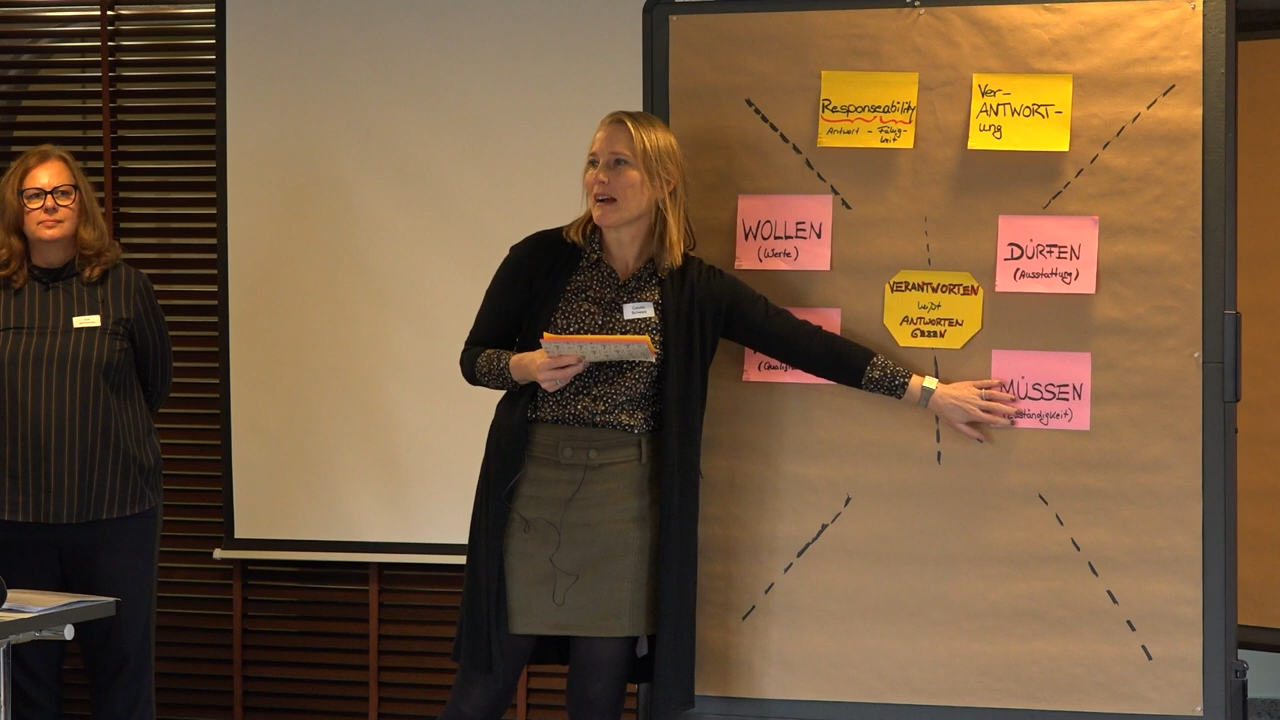 Responseability
Antwort - Fähig-
keit
Ver-
ANTWORT-
ung
WOLLEN
(Werte)
DÜRFEN
(Ausstattung)
VERANTWORTEN
heißt
ANTWORTEN
GEBEN
MÜSSEN